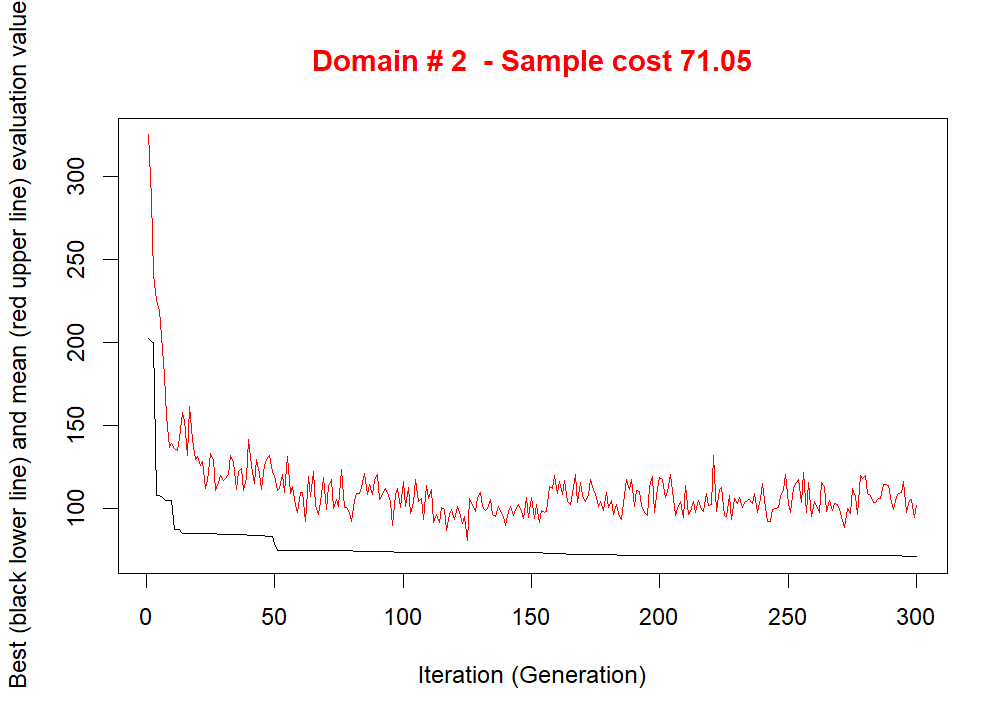 Domain # 2  - Sample cost 71.05
Best (black lower line) and mean (red upper line) evaluation value
300
250
200
150
100
0 50 100 150 200 250 300
Iteration (Generation)